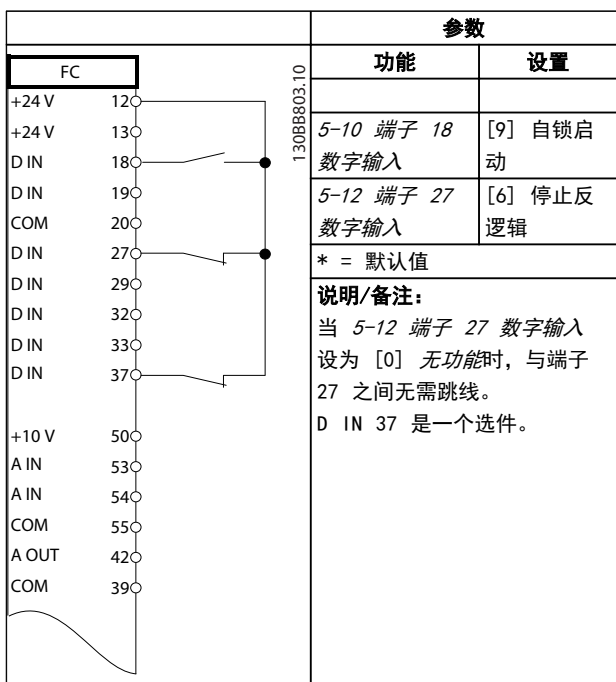 FC
+24 V 12
+24 V 13
D IN 18
D IN 19
COM 20
D IN 27
D IN 29
D IN 32
D IN 33
D IN 37
+10 V 50
A IN 53
A IN 54
COM 55
A OUT 42
COM 39
130BB803.10
参数
功能 设置
5-10 端子 18 [9] 自锁启
数字输入 动
5-12 端子 27 [6] 停止反
数字输入 逻辑
* = 默认值
说明/备注:
当 5-12 端子 27 数字输入
设为 [0] 无功能时, 与端子
27 之间无需跳线。
D IN 37 是一个选件。